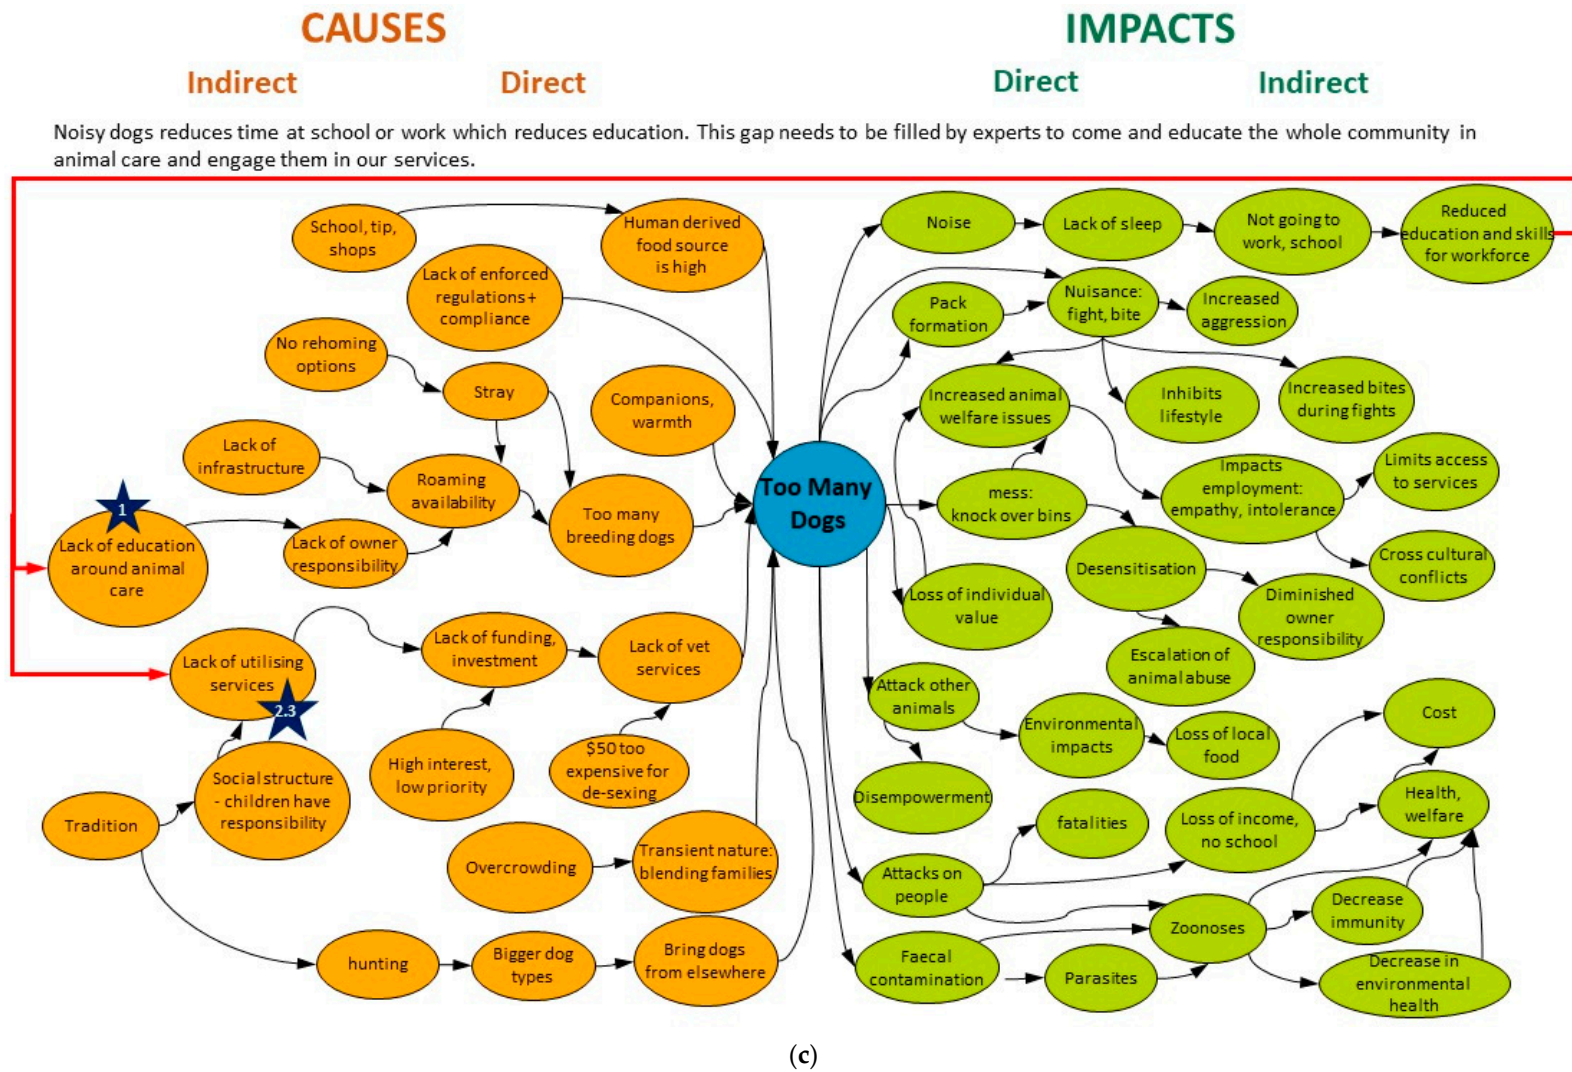 CAUSES
IMPACTS
Indirect
Direct
Direct
Indirect
Noisy dogs reduces time at school or work which reduces education. This gap needs to be filled by experts to come and educate the whole community in
animal care and engage them in our services.
School, tip,
shops
Human derived
food source
is high
Lack of enforced
regulations +
compliance
No rehoming
options
Stray
Companions,
warmth
Lack of
infrastructure
Roaming
availability
Too many
breeding dogs
1
Lack of education
around animal
care
Lack of owner
responsibility
Lack of utilising
services
2.3
Lack of funding,
investment
Lack of vet
services
Social structure
- children have
responsibility
High interest,
low priority
$50 too
expensive for
de-sexing
Tradition
Overcrowding
Transient nature:
blending families
hunting
Bigger dog
types
Bring dogs
from elsewhere
Too Many
Dogs
Noise
Lack of sleep
Not going to
work, school
Reduced
education and skills
for workforce
Pack
formation
Nuisance:
fight, bite
Increased
aggression
Increased animal
welfare issues
Inhibits
lifestyle
Increased bites
during fights
mess:
knock over bins
Impacts
employment:
empathy, intolerance
Limits access
to services
Cross cultural
conflicts
Desensitisation
Loss of individual
value
Diminished
owner
responsibility
Escalation of
animal abuse
Attack other
animals
Environmental
impacts
Loss of local
food
Cost
Disempowerment
fatalities
Loss of income,
no school
Health,
welfare
Attacks on
people
Zoonoses
Decrease
immunity
Faecal
contamination
Parasites
Decrease in
environmental
health
(c)